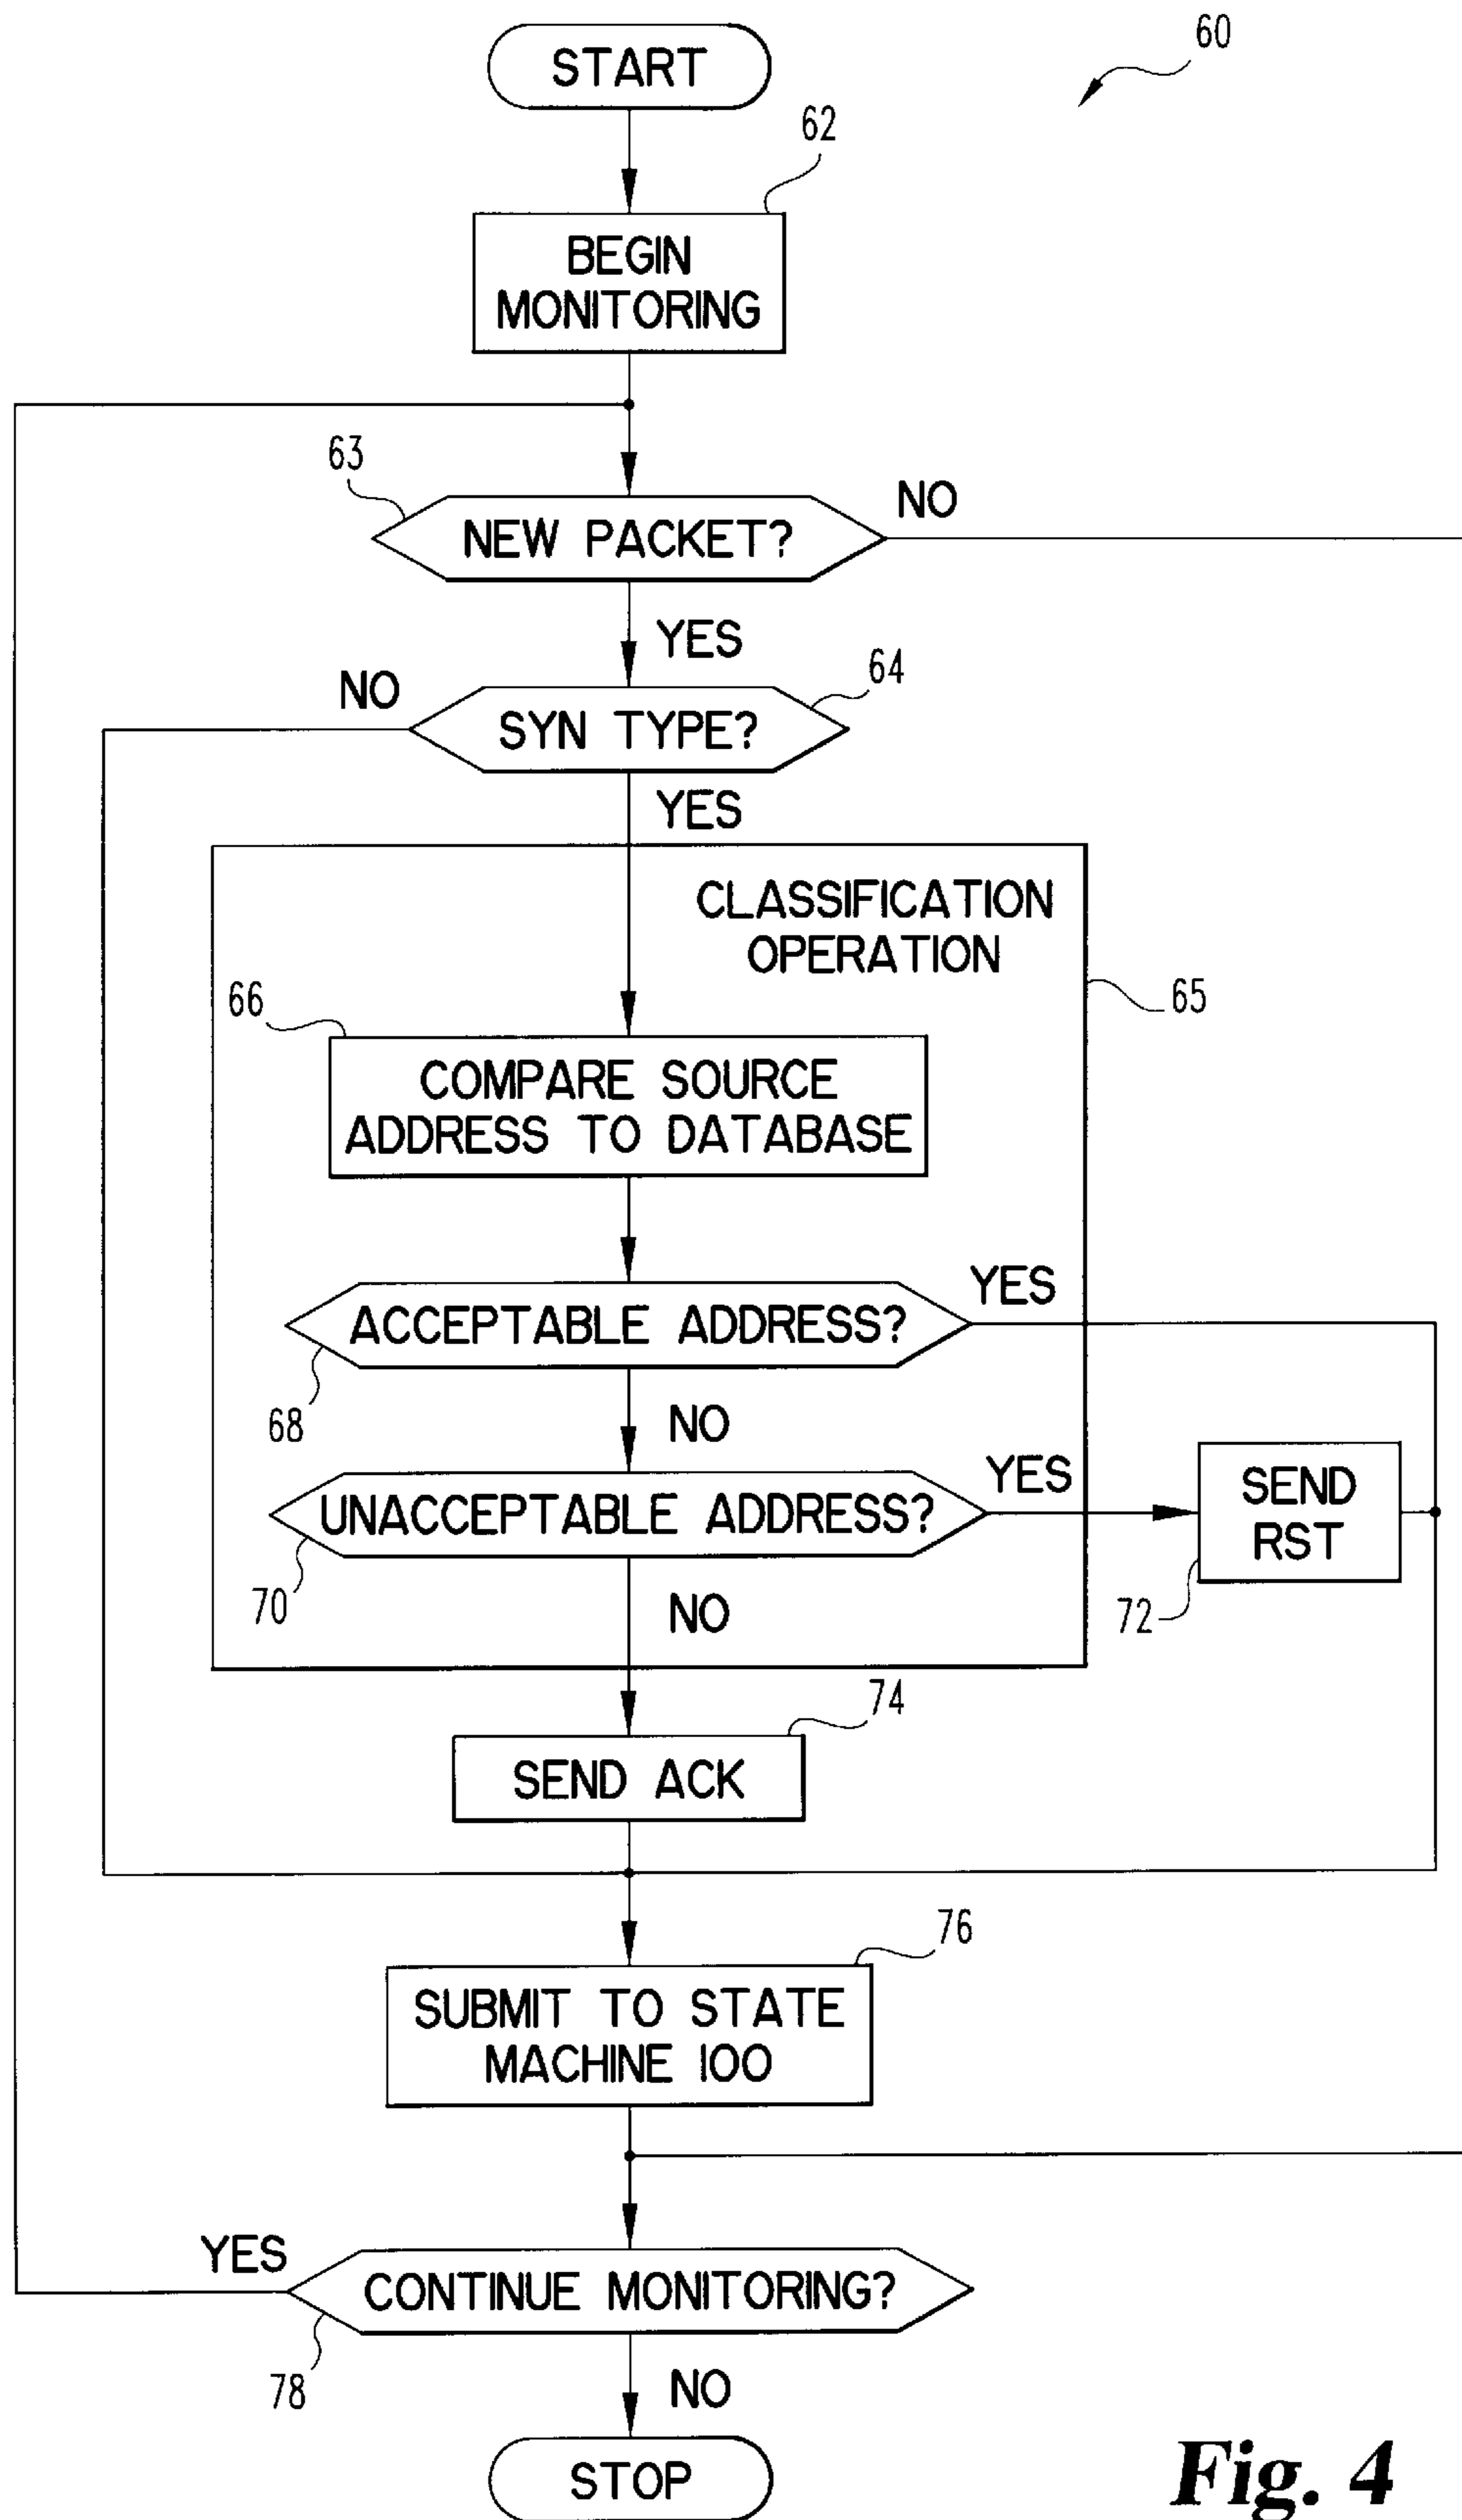 START
60
62
BEGIN
MONITORING
63
NEW PACKET?
NO
YES
64
NO
SYN TYPE?
YES
CLASSIFICATION
OPERATION
65
66
COMPARE SOURCE
ADDRESS TO DATABASE
YES
ACCEPTABLE ADDRESS?
68
NO
YES
UNACCEPTABLE ADDRESS?
SEND
RST
70
72
NO
74
SEND ACK
76
SUBMIT TO STATE
MACHINE 100
YES
CONTINUE MONITORING?
78
NO
STOP
Fig. 4